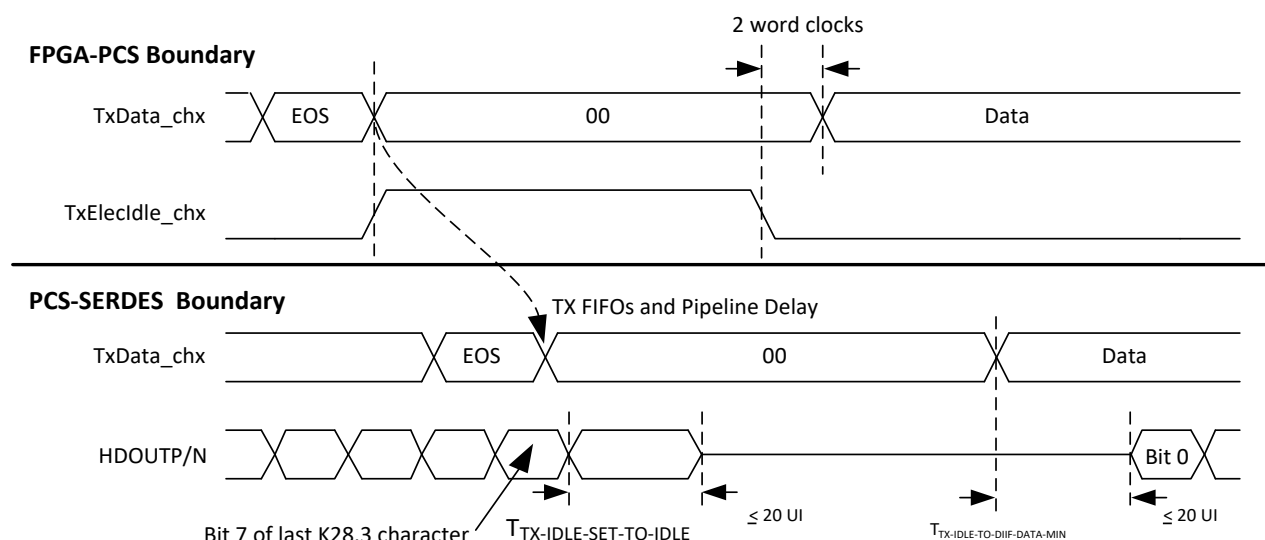 2 word clocks
FPGA-PCS Boundary
TxData_chx
EOS
00
Data
TxElecIdle_chx
PCS-SERDES Boundary
TX FIFOs and Pipeline Delay
TxData_chx
EOS
00
Data
HDOUTP/N
Bit 0
Bit 7 of last K28.3 character
TTX-IDLE-SET-TO-IDLE
≤ 20 UI
TTX-IDLE-TO-DIIF-DATA-MIN
≤ 20 UI